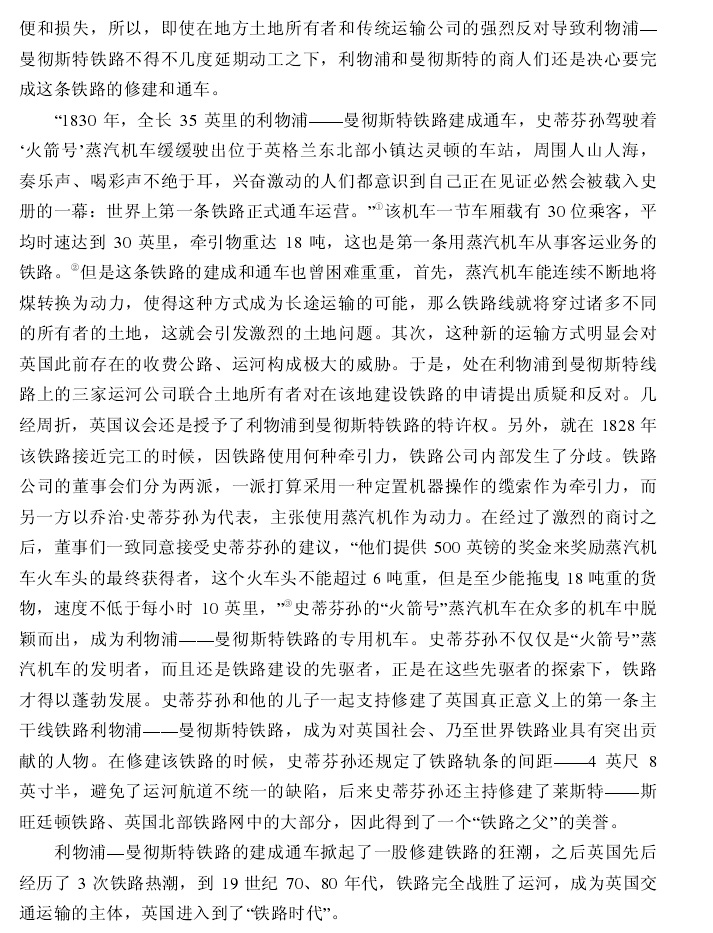 便和损失，所以，即使在地方土地所有者和传统运输公司的强烈反对导致利物浦—
曼彻斯特铁路不得不几度延期动工之下，利物浦和曼彻斯特的商人们还是决心要完
成这条铁路的修建和通车。
“1830 年，全长 35 英里的利物浦——曼彻斯特铁路建成通车，史蒂芬孙驾驶着
‘火箭号’蒸汽机车缓缓驶出位于英格兰东北部小镇达灵顿的车站，周围人山人海，
奏乐声、喝彩声不绝于耳，兴奋激动的人们都意识到自己正在见证必然会被载入史
册的一幕：世界上第一条铁路正式通车运营。”①该机车一节车厢载有 30 位乘客，平
均时速达到 30 英里，牵引物重达 18 吨，这也是第一条用蒸汽机车从事客运业务的
铁路。②但是这条铁路的建成和通车也曾困难重重，首先，蒸汽机车能连续不断地将
煤转换为动力，使得这种方式成为长途运输的可能，那么铁路线就将穿过诸多不同
的所有者的土地，这就会引发激烈的土地问题。其次，这种新的运输方式明显会对
英国此前存在的收费公路、运河构成极大的威胁。于是，处在利物浦到曼彻斯特线
路上的三家运河公司联合土地所有者对在该地建设铁路的申请提出质疑和反对。几
经周折，英国议会还是授予了利物浦到曼彻斯特铁路的特许权。另外，就在 1828 年
该铁路接近完工的时候，因铁路使用何种牵引力，铁路公司内部发生了分歧。铁路
公司的董事会们分为两派，一派打算采用一种定置机器操作的缆索作为牵引力，而
另一方以乔治·史蒂芬孙为代表，主张使用蒸汽机作为动力。在经过了激烈的商讨之
后，董事们一致同意接受史蒂芬孙的建议，“他们提供 500 英镑的奖金来奖励蒸汽机
车火车头的最终获得者，这个火车头不能超过 6 吨重，但是至少能拖曳 18 吨重的货
物，速度不低于每小时 10 英里，”③史蒂芬孙的“火箭号”蒸汽机车在众多的机车中脱
颖而出，成为利物浦——曼彻斯特铁路的专用机车。史蒂芬孙不仅仅是“火箭号”蒸
汽机车的发明者，而且还是铁路建设的先驱者，正是在这些先驱者的探索下，铁路
才得以蓬勃发展。史蒂芬孙和他的儿子一起支持修建了英国真正意义上的第一条主
干线铁路利物浦——曼彻斯特铁路，成为对英国社会、乃至世界铁路业具有突出贡
献的人物。在修建该铁路的时候，史蒂芬孙还规定了铁路轨条的间距——4 英尺 8
英寸半，避免了运河航道不统一的缺陷，后来史蒂芬孙还主持修建了莱斯特——斯
旺廷顿铁路、英国北部铁路网中的大部分，因此得到了一个“铁路之父”的美誉。
利物浦—曼彻斯特铁路的建成通车掀起了一股修建铁路的狂潮，之后英国先后
经历了 3 次铁路热潮，到 19 世纪 70、80 年代，铁路完全战胜了运河，成为英国交
通运输的主体，英国进入到了“铁路时代”。